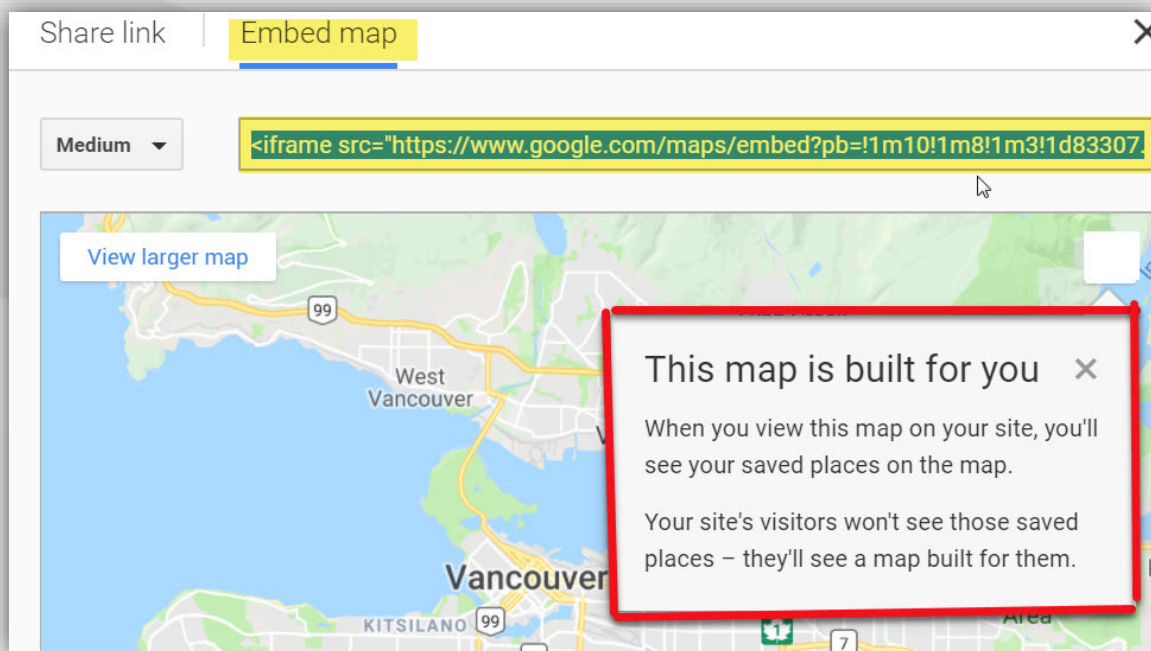 Share link
Embed map
Medium
<iframe src="https://www.google.com/maps/embed?pb=!1m10!1m8!1m3!1d83307.
View larger map
99
This map is built for you
West
Vancouver
When you view this map on your site, you'll
see your saved places on the map.
Your site's visitors won't see those saved
places – they'll see a map built for them.
Vancouver
KITSILANO
99
Area
1
7